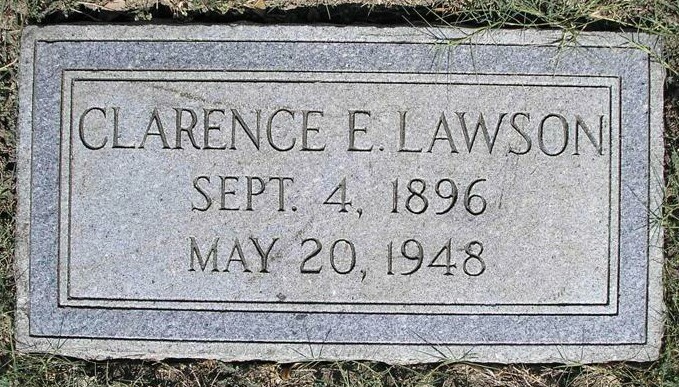 CLARENCE E. LAWSON
SEPT. 4, 1896
MAY 20, 1948